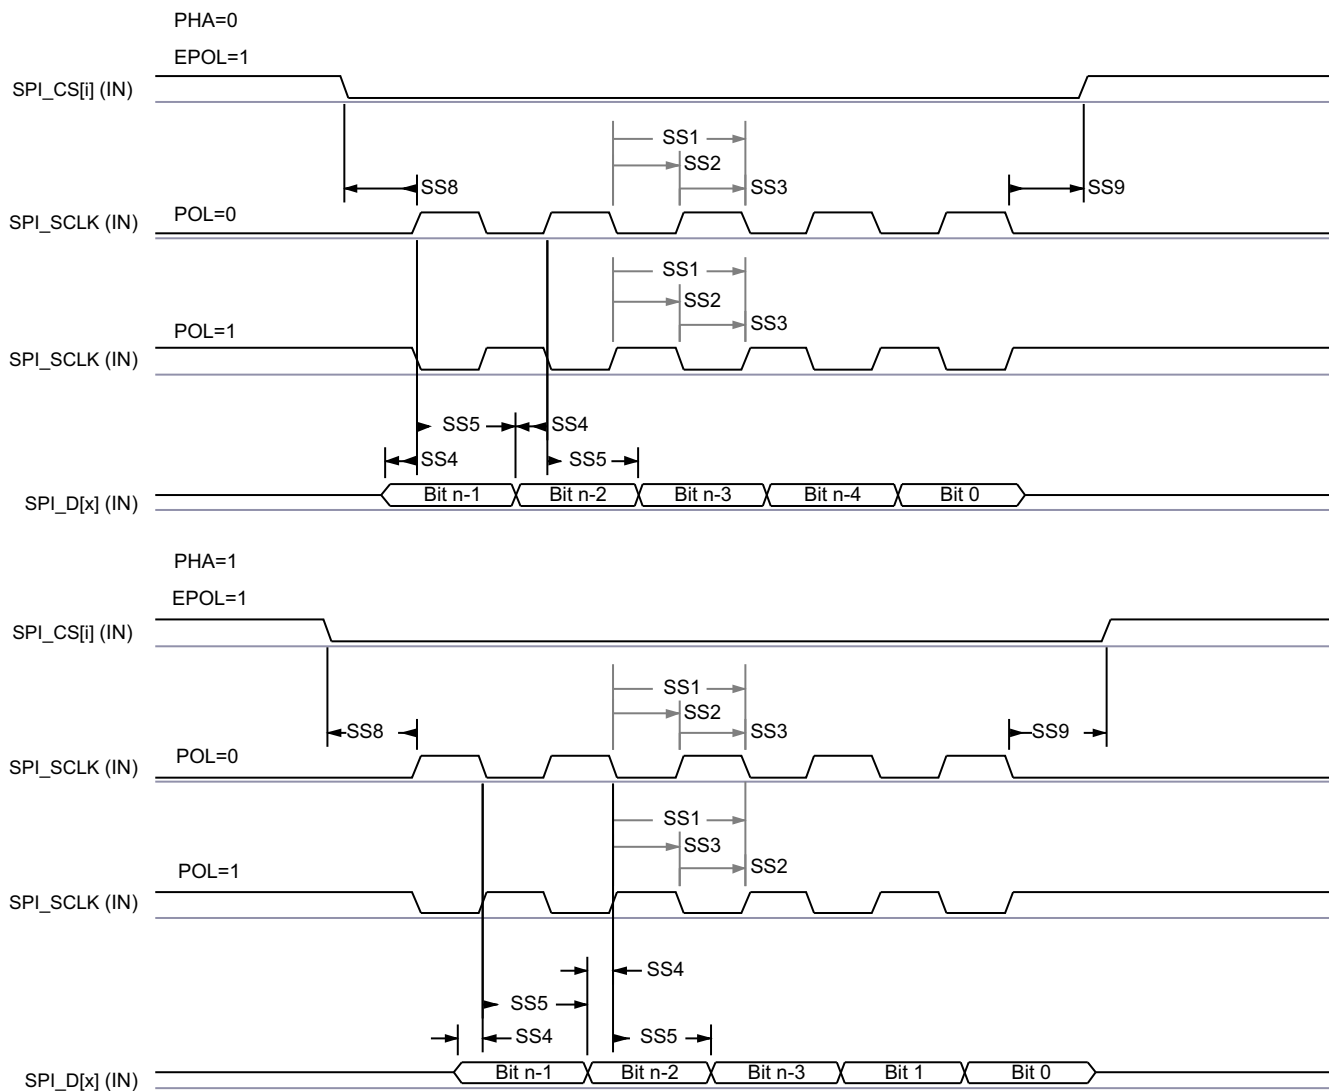 PHA=0
EPOL=1
SPI_CS[i] (IN)
SS1
SS2
SS8
SS3
SS9
POL=0
SPI_SCLK (IN)
SS1
SS2
SS3
POL=1
SPI_SCLK (IN)
SS5
SS4
SS4
SS5
SPI_D[x] (IN)
Bit n-1
Bit n-2
Bit n-3
Bit n-4
Bit 0
PHA=1
EPOL=1
SPI_CS[i] (IN)
SS1
SS2
SS8
SS3
SS9
POL=0
SPI_SCLK (IN)
SS1
SS3
SS2
POL=1
SPI_SCLK (IN)
SS4
SS5
SS4
SS5
SPI_D[x] (IN)
Bit n-1
Bit n-2
Bit n-3
Bit 1
Bit 0